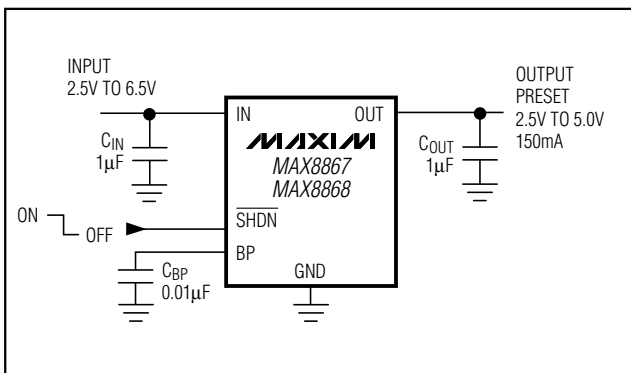 INPUT
2.5V TO 6.5V
OUTPUT
PRESET
2.5V TO 5.0V
150mA
IN
OUT
MAXIM
MAX8867
MAX8868
CIN
1μF
COUT
1μF
ON
OFF
SHDN
BP
CBP
0.01μF
GND